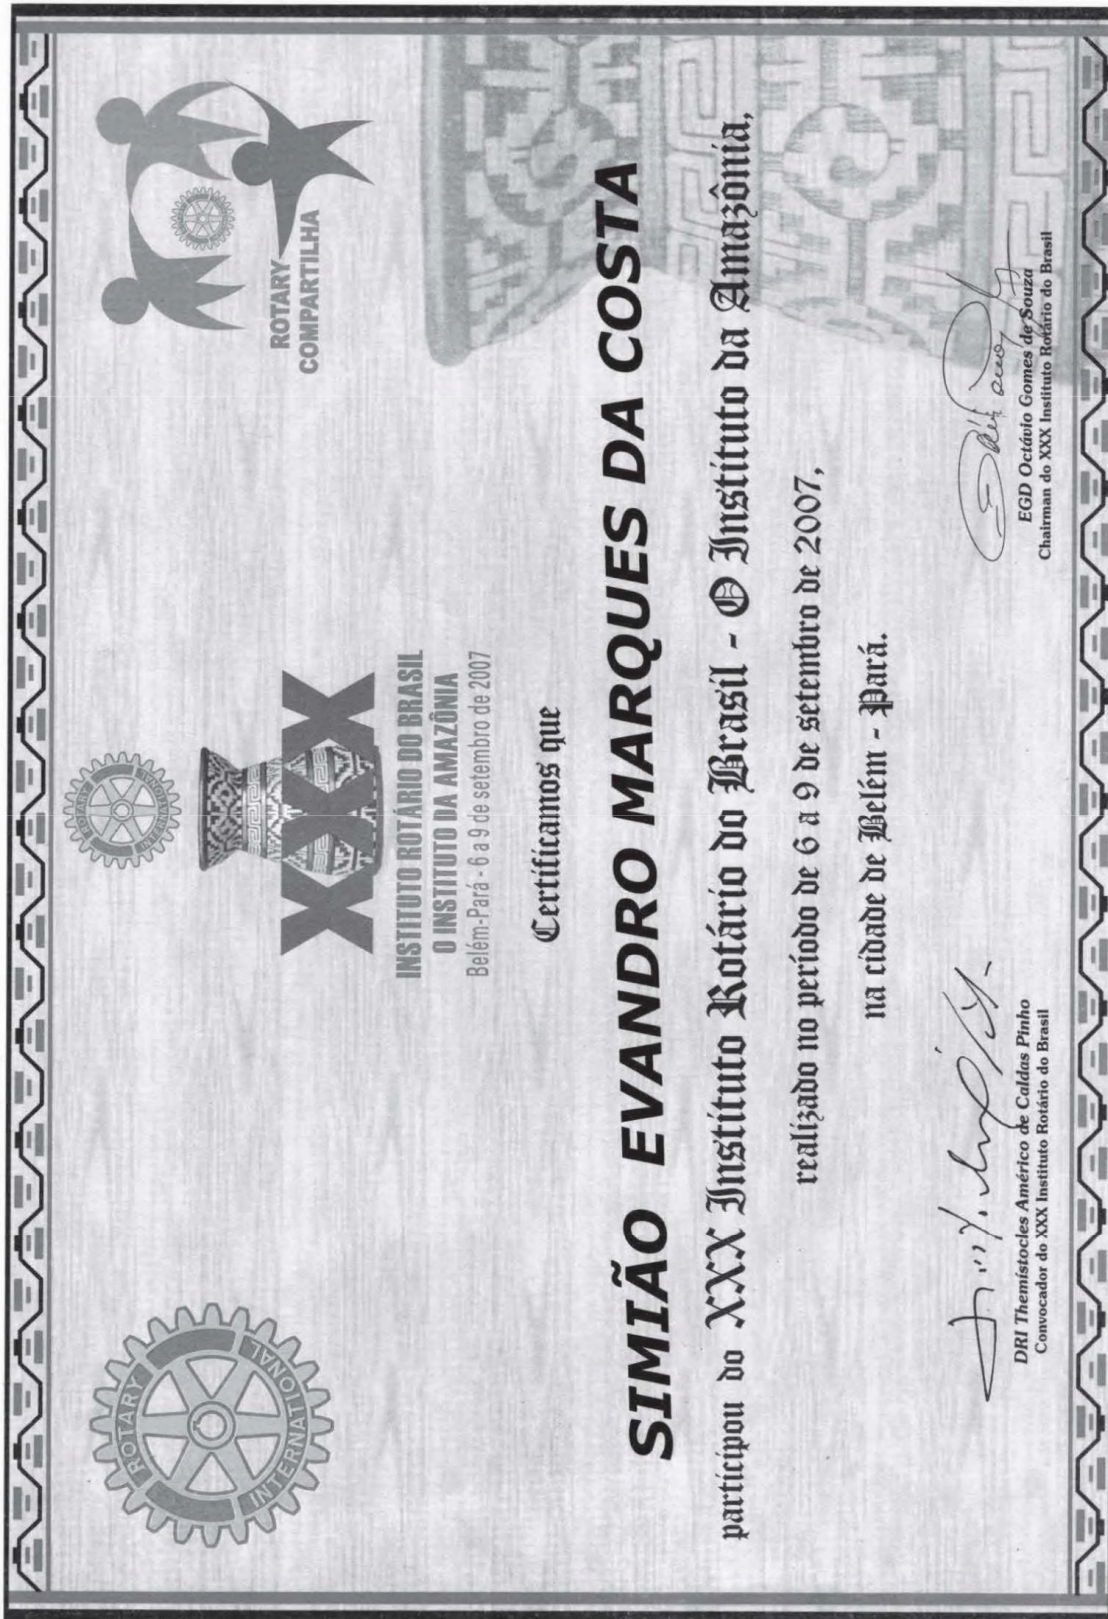 ROTARY INTERNATIONAL
ROTARY INTERNATIONAL
ROTARY
COMPARTILHA
XXX
INSTITUTO ROTÁRIO DO BRASIL
O INSTITUTO DA AMAZÔNIA
Belém-Pará - 6 a 9 de setembro de 2007
Certificamos que
SIMIÃO EVANDRO MARQUES DA COSTA
participou do XXX Instituto Rotário do Brasil - O Instituto da Amazônia,
realizado no período de 6 a 9 de setembro de 2007,
na cidade de Belém - Pará.
DRI Themístocles Américo de Caldas Pinho
Convocador do XXX Instituto Rotário do Brasil
EGD Octávio Gomes de Souza
Chairman do XXX Instituto Rotário do Brasil